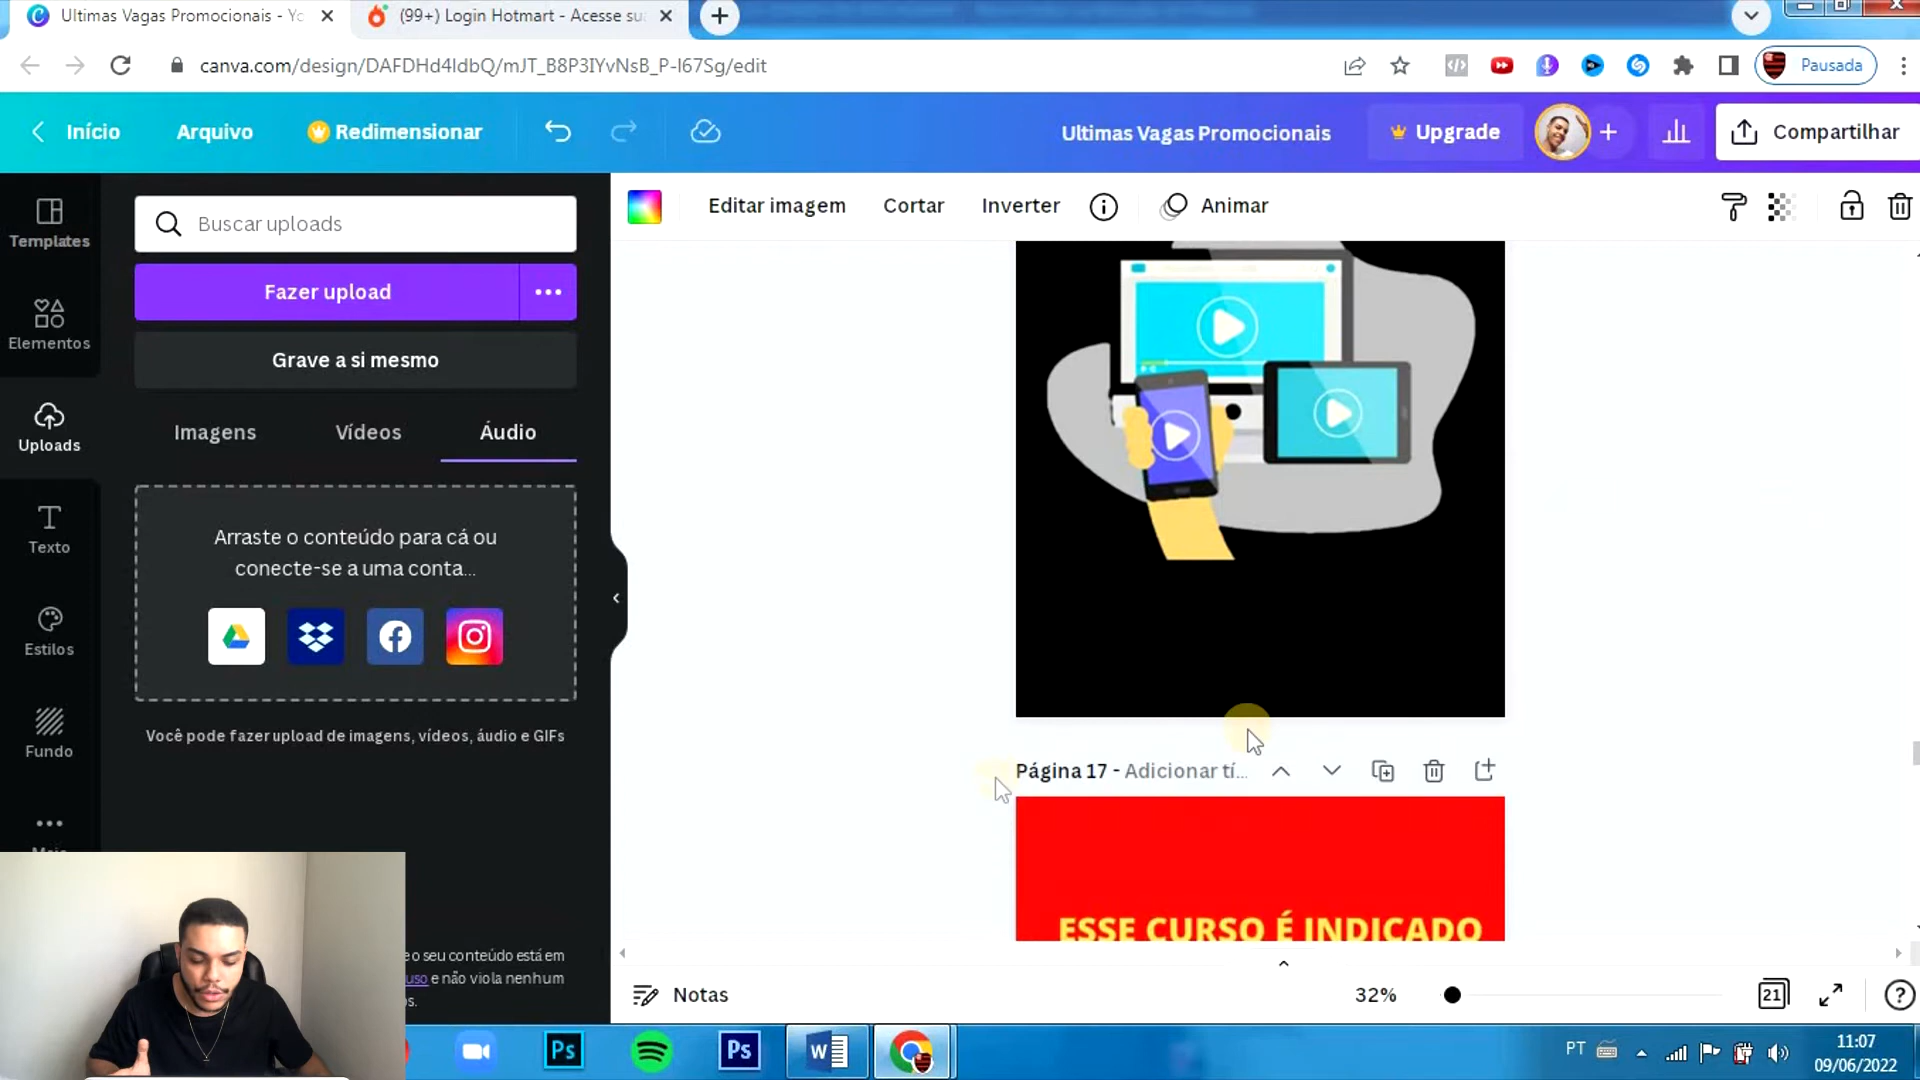 Ultimas Vagas Promocionais - Yo
(99+) Login Hotmart - Acesse su
canva.com/design/DAFDHd4ldbQ/mJT_B8P3IYvNsB_P-l67Sg/edit
Pausada
Início
Arquivo
Redimensionar
Ultimas Vagas Promocionais
Upgrade
Compartilhar
Templates
Elementos
Uploads
Texto
Estilos
Fundo
Buscar uploads
Fazer upload
Grave a si mesmo
Imagens
Vídeos
Áudio
Arraste o conteúdo para cá ou
conecte-se a uma conta...
Você pode fazer upload de imagens, vídeos, áudio e GIFs
e o seu conteúdo está em
uso e não viola nenhum
os.
Editar imagem
Cortar
Inverter
Animar
Página 17 - Adicionar tí...
ESSE CURSO É INDICADO
Notas
32%
21
Ps
Ps
W
PT
11:07
09/06/2022